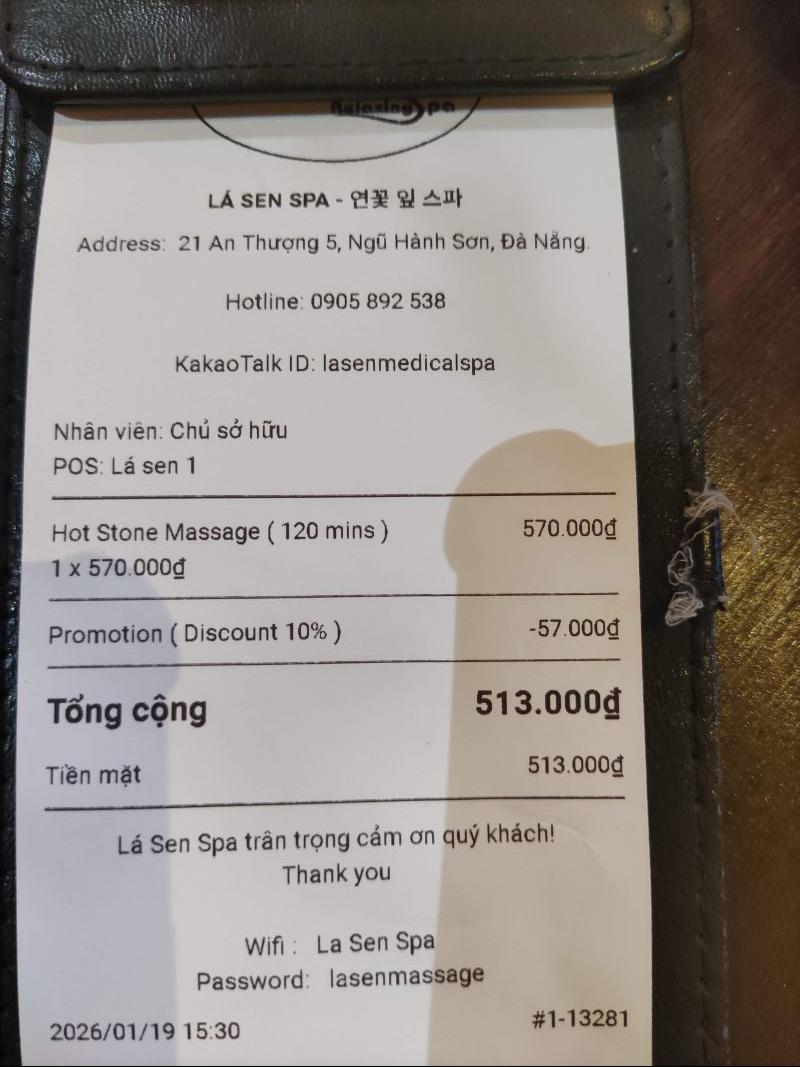 Relaxing Spa
LÁ SEN SPA - 연꽃 잎 스파
Address: 21 An Thượng 5, Ngũ Hành Sơn, Đà Nẵng.
Hotline: 0905 892 538
KakaoTalk ID: lasenmedicalspa
Nhân viên: Chủ sở hữu
POS: Lá sen 1
Hot Stone Massage ( 120 mins ) 570.000₫
1 x 570.000₫
Promotion ( Discount 10% ) -57.000₫
Tổng cộng 513.000₫
Tiền mặt 513.000₫
Lá Sen Spa trân trọng cảm ơn quý khách!
Thank you
Wifi : La Sen Spa
Password: lasenmassage
2026/01/19 15:30 #1-13281